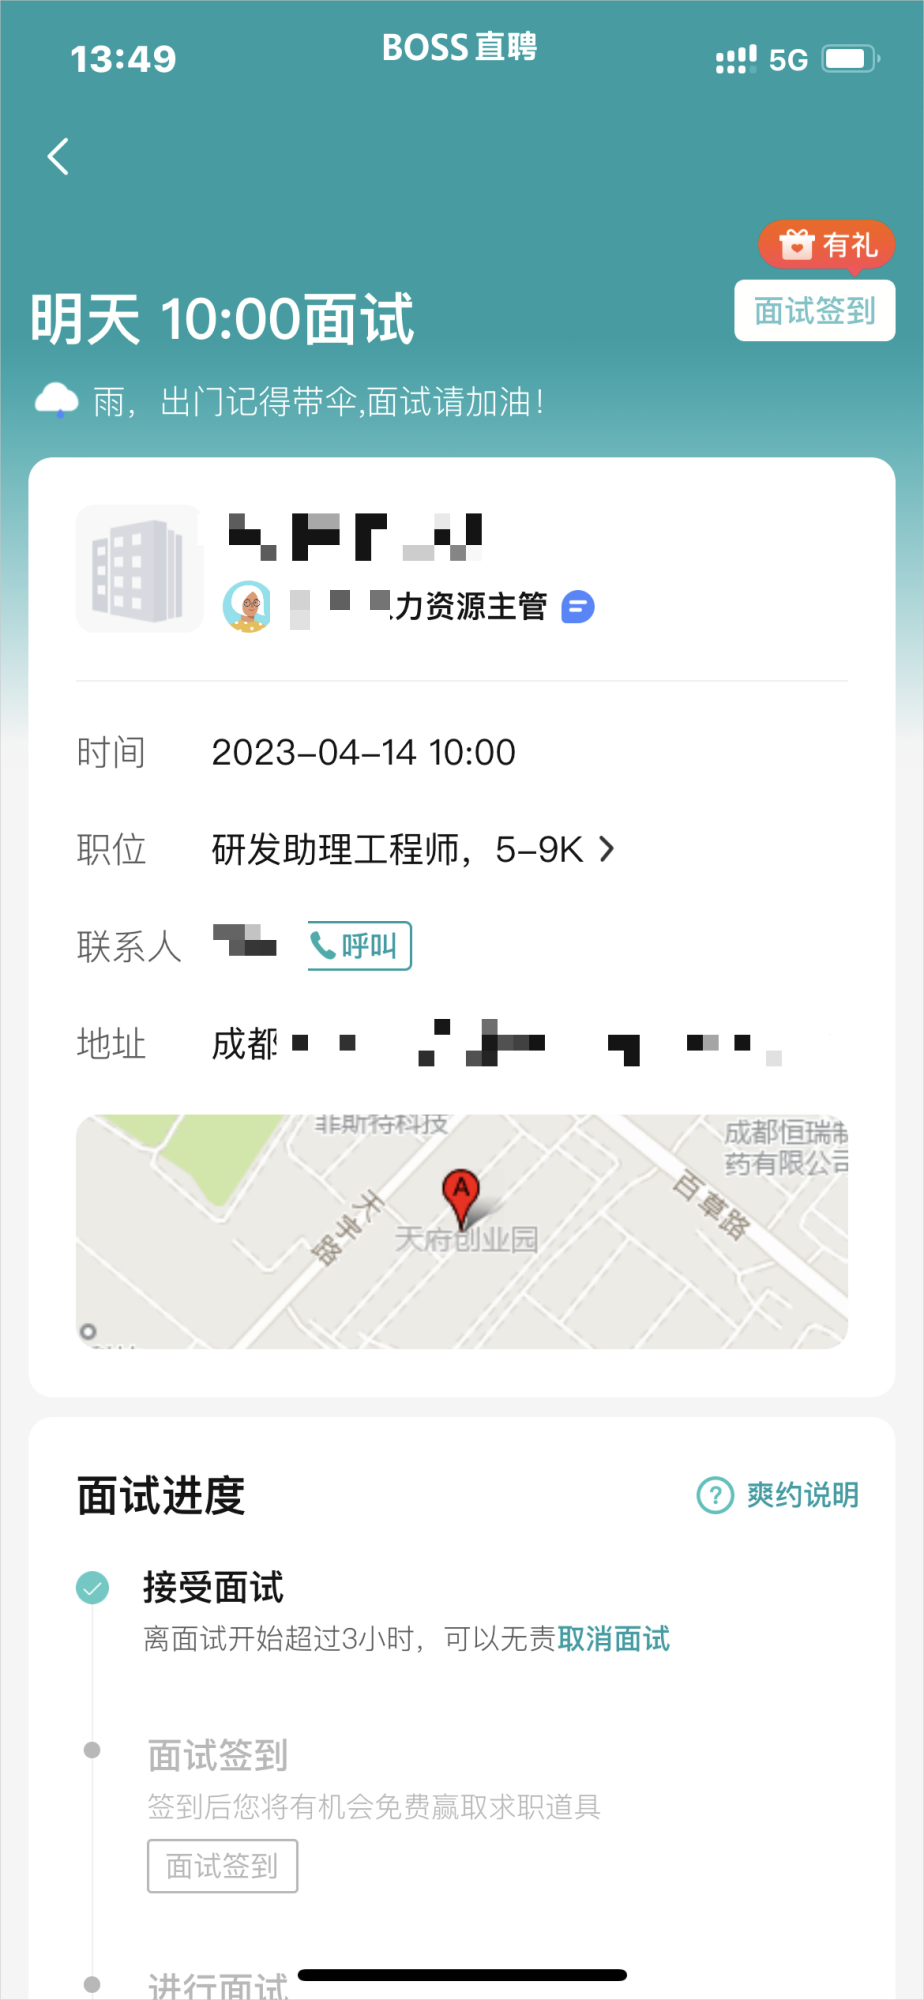 13:49
BOSS直聘
5G
有礼
明天 10:00面试
面试签到
雨，出门记得带伞,面试请加油！
力资源主管
时间 2023-04-14 10:00
职位 研发助理工程师，5-9K
联系人 呼叫
地址 成都
菲斯特科技
成都恒瑞制
药有限公司
天宇路
A
天府创业园
百草路
面试进度
? 爽约说明
接受面试
离面试开始超过3小时，可以无责取消面试
面试签到
签到后您将有机会免费赢取求职道具
面试签到
进行面试